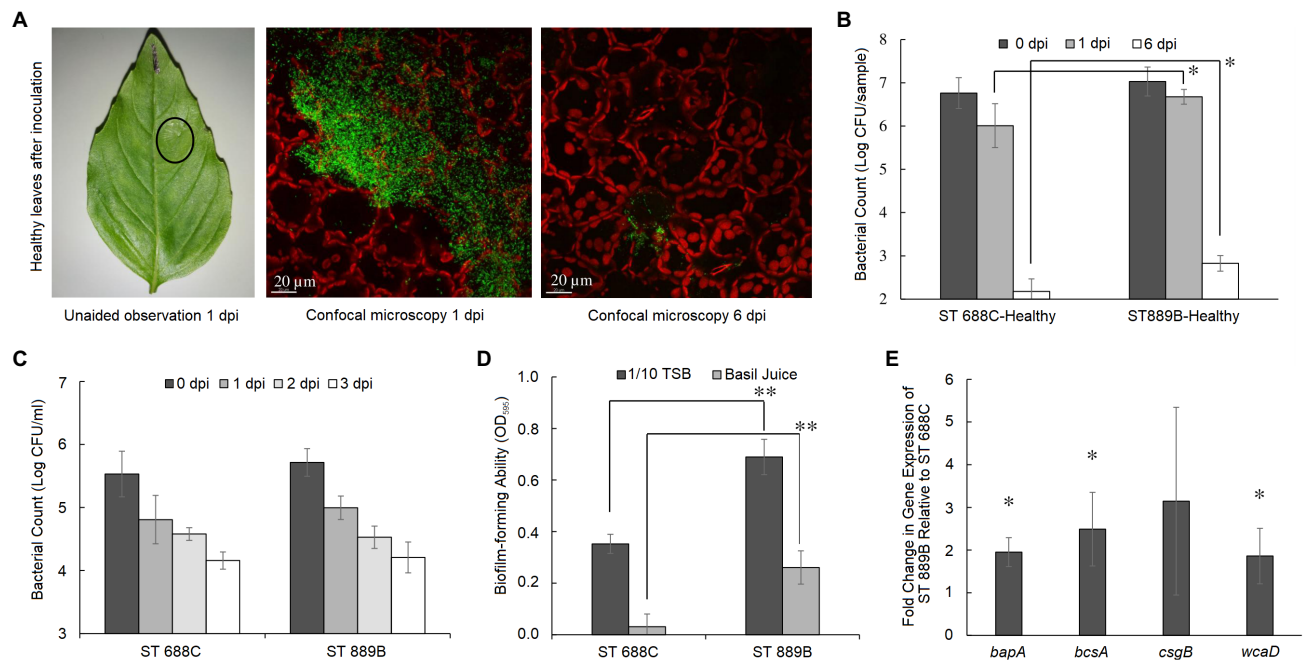 A
Healthy leaves after inoculation
20 µm
20 µm
Unaided observation 1 dpi
Confocal microscopy 1 dpi
Confocal microscopy 6 dpi
B
Bacterial Count (Log CFU/sample)
8
7
6
5
4
3
2
0 dpi 1 dpi 6 dpi
*
*
ST 688C-Healthy
ST889B-Healthy
C
Bacterial Count (Log CFU/ml)
7
6
5
4
3
0 dpi 1 dpi 2 dpi 3 dpi
ST 688C
ST 889B
D
Biofilm-forming Ability (OD₅₉₅)
1.0
0.8
0.6
0.4
0.2
0.0
1/10 TSB Basil Juice
**
**
ST 688C
ST 889B
E
Fold Change in Gene Expression of
ST 889B Relative to ST 688C
6
5
4
3
2
1
0
*
*
*
bapA
bcsA
csgB
wcaD